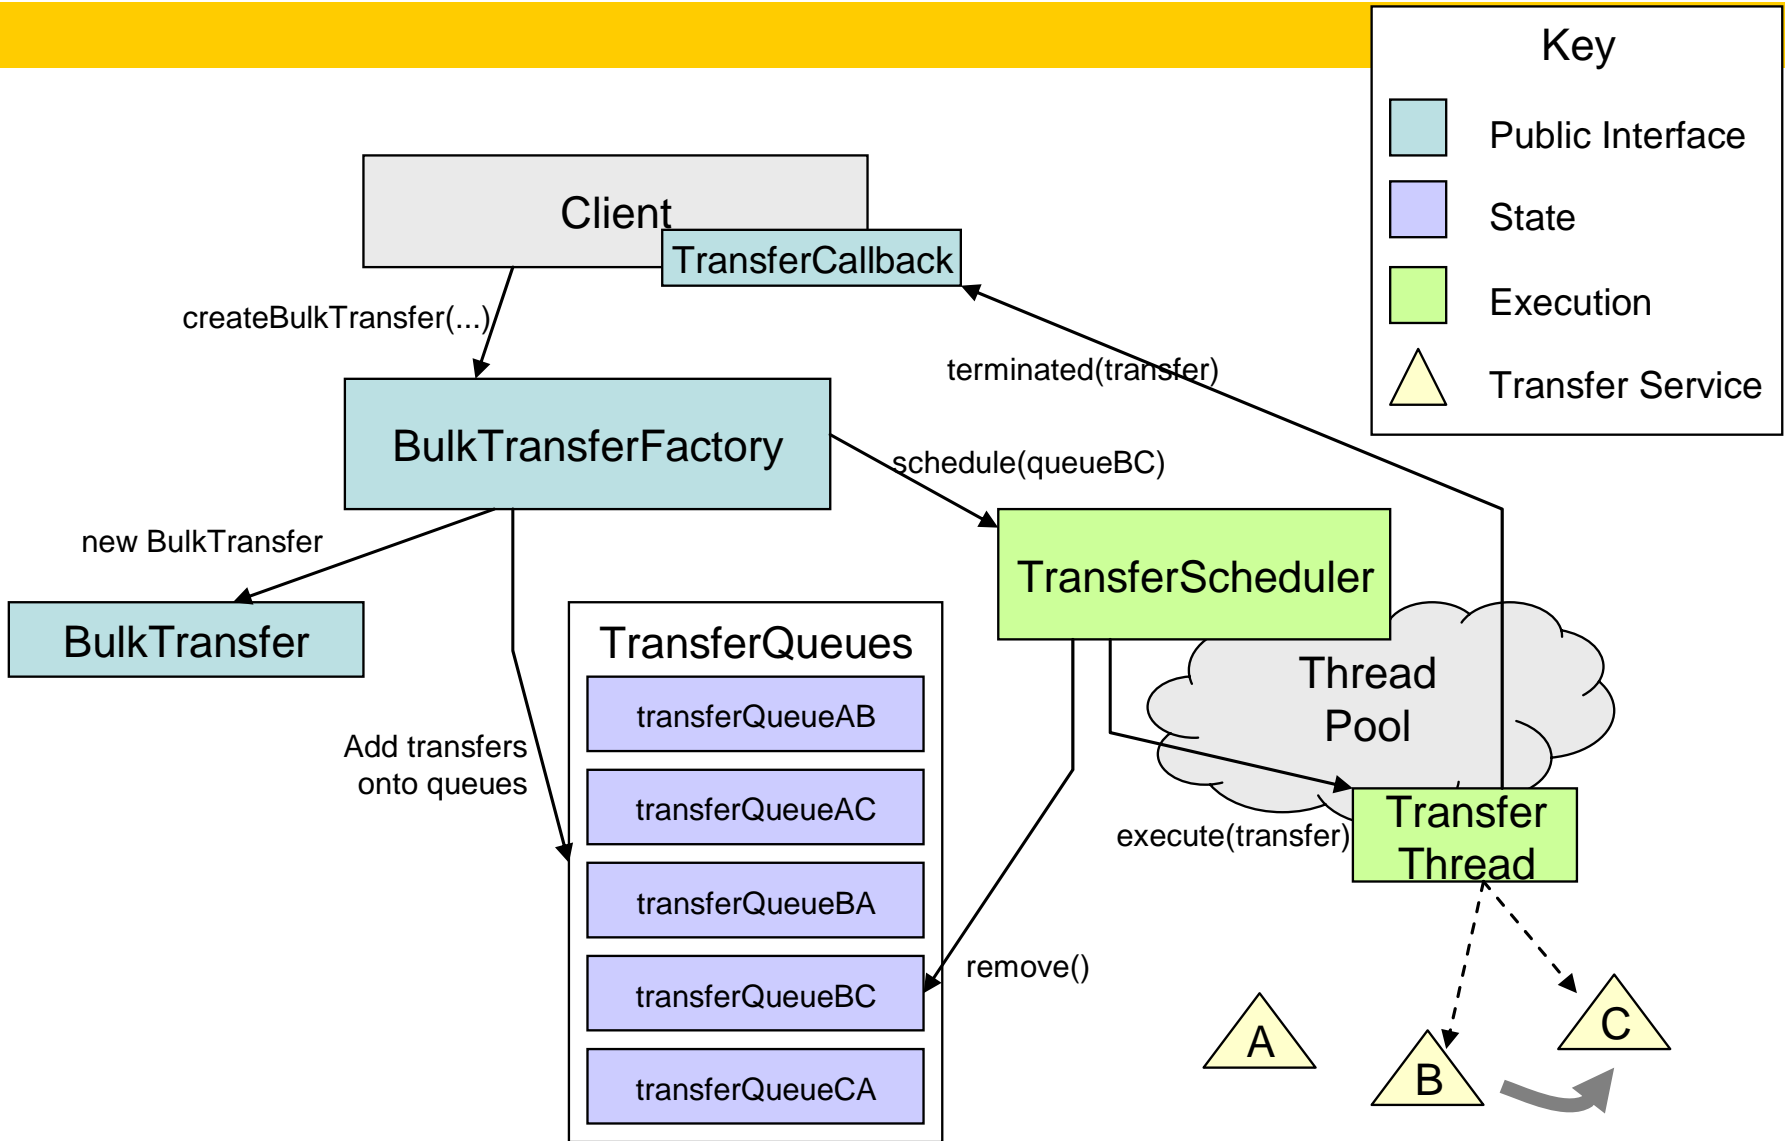 Key
Public Interface
State
Execution
Transfer Service
Client
TransferCallback
createBulkTransfer(...)
terminated(transfer)
BulkTransferFactory
schedule(queueBC)
new BulkTransfer
TransferScheduler
BulkTransfer
TransferQueues
Thread
Pool
transferQueueAB
Add transfers
onto queues
transferQueueAC
execute(transfer)
Transfer
Thread
transferQueueBA
remove()
transferQueueBC
A
B
C
transferQueueCA